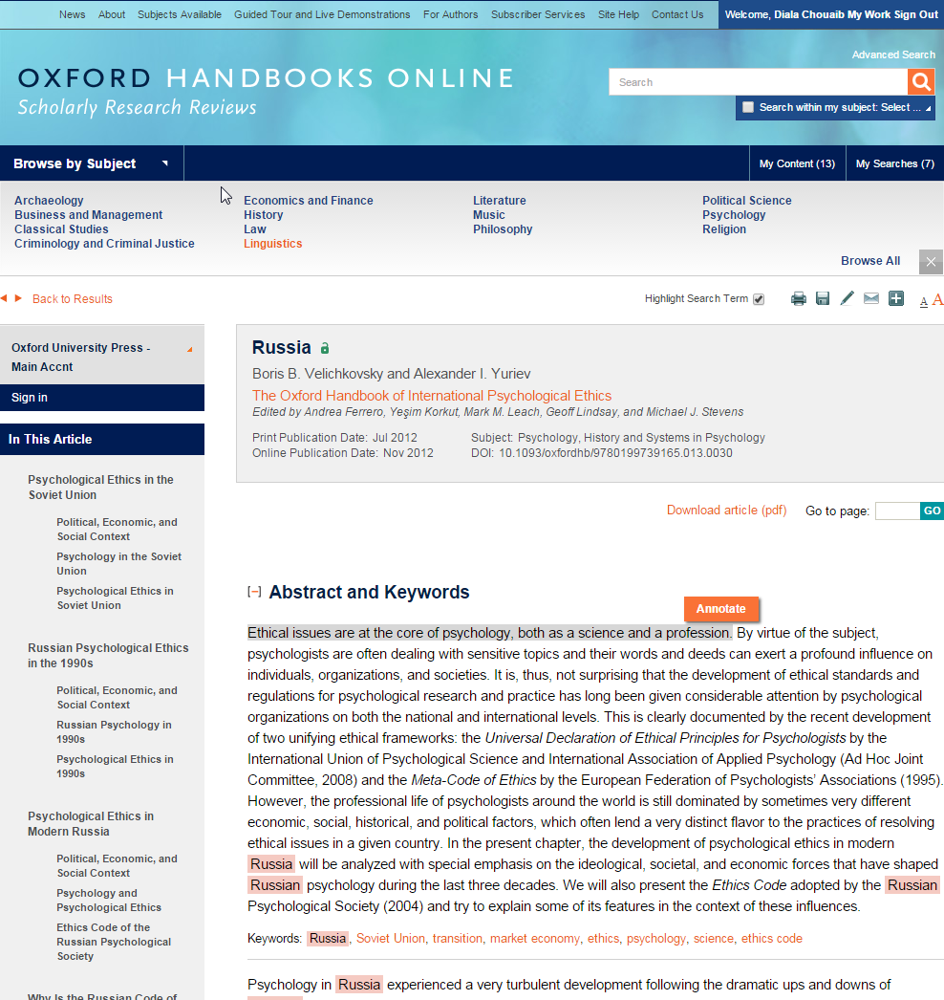 News About Subjects Available Guided Tour and Live Demonstrations For Authors Subscriber Services Site Help Contact Us Welcome, Diala Chouaib My Work Sign Out
Advanced Search
OXFORD HANDBOOKS ONLINE
Scholarly Research Reviews
Search
Search within my subject: Select ...
Browse by Subject
My Content (13) My Searches (7)
Archaeology
Business and Management
Classical Studies
Criminology and Criminal Justice
Economics and Finance
History
Law
Linguistics
Literature
Music
Philosophy
Political Science
Psychology
Religion
Browse All
Back to Results
Highlight Search Term
A A
Oxford University Press -
Main Accnt
Sign in
In This Article
Psychological Ethics in the
Soviet Union
Political, Economic, and
Social Context
Psychology in the Soviet
Union
Psychological Ethics in
Soviet Union
Russian Psychological Ethics
in the 1990s
Political, Economic, and
Social Context
Russian Psychology in
1990s
Psychological Ethics in
1990s
Psychological Ethics in
Modern Russia
Political, Economic, and
Social Context
Psychology and
Psychological Ethics
Ethics Code of the
Russian Psychological
Society
Why Is the Russian Code of
Russia
Boris B. Velichkovsky and Alexander I. Yuriev
The Oxford Handbook of International Psychological Ethics
Edited by Andrea Ferrero, Yeşim Korkut, Mark M. Leach, Geoff Lindsay, and Michael J. Stevens
Print Publication Date: Jul 2012 Subject: Psychology, History and Systems in Psychology
Online Publication Date: Nov 2012 DOI: 10.1093/oxfordhb/9780199739165.013.0030
Download article (pdf) Go to page: GO
[–] Abstract and Keywords
Annotate
Ethical issues are at the core of psychology, both as a science and a profession. By virtue of the subject,
psychologists are often dealing with sensitive topics and their words and deeds can exert a profound influence on
individuals, organizations, and societies. It is, thus, not surprising that the development of ethical standards and
regulations for psychological research and practice has long been given considerable attention by psychological
organizations on both the national and international levels. This is clearly documented by the recent development
of two unifying ethical frameworks: the Universal Declaration of Ethical Principles for Psychologists by the
International Union of Psychological Science and International Association of Applied Psychology (Ad Hoc Joint
Committee, 2008) and the Meta-Code of Ethics by the European Federation of Psychologists’ Associations (1995).
However, the professional life of psychologists around the world is still dominated by sometimes very different
economic, social, historical, and political factors, which often lend a very distinct flavor to the practices of resolving
ethical issues in a given country. In the present chapter, the development of psychological ethics in modern
Russia will be analyzed with special emphasis on the ideological, societal, and economic forces that have shaped
Russian psychology during the last three decades. We will also present the Ethics Code adopted by the Russian
Psychological Society (2004) and try to explain some of its features in the context of these influences.
Keywords: Russia, Soviet Union, transition, market economy, ethics, psychology, science, ethics code
Psychology in Russia experienced a very turbulent development following the dramatic ups and downs of